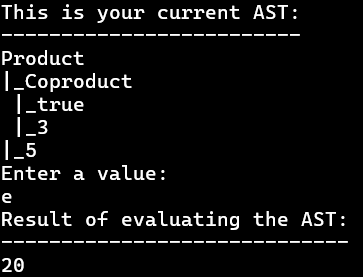 This is your current AST:
-------------------------
Product
|_Coproduct
 |_true
 |_3
|_5
Enter a value:
e
Result of evaluating the AST:
-----------------------------
20